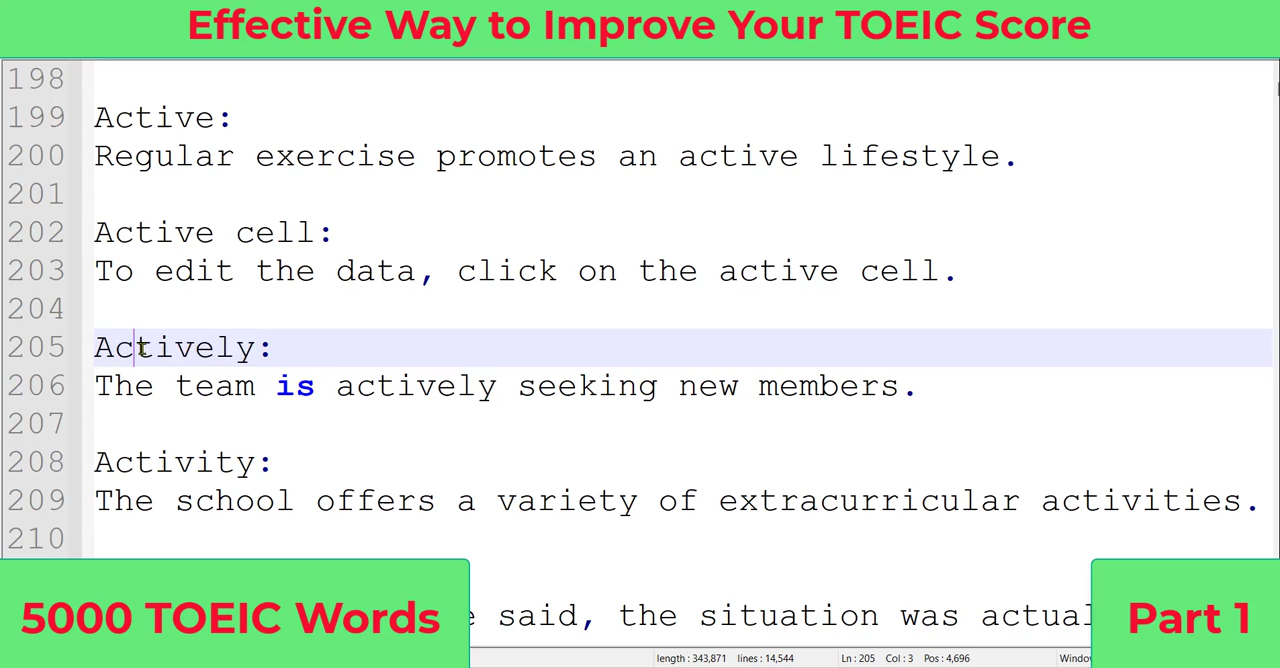 Effective Way to Improve Your TOEIC Score
198
199 Active:
200 Regular exercise promotes an active lifestyle.
201
202 Active cell:
203 To edit the data, click on the active cell.
204
205 Actively:
206 The team is actively seeking new members.
207
208 Activity:
209 The school offers a variety of extracurricular activities.
210
said, the situation was actual
5000 TOEIC Words
Part 1
length : 343,871 lines : 14,544 Ln : 205 Col : 3 Pos : 4,696